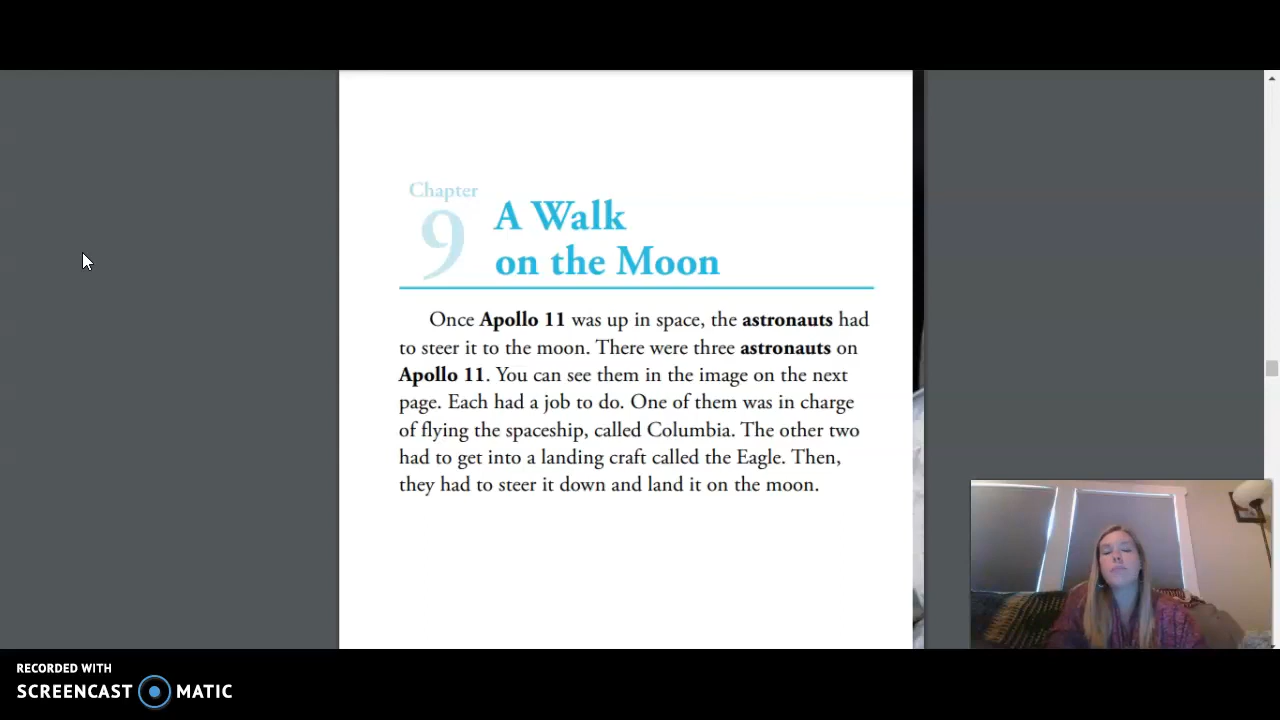 Chapter
9
A Walk
on the Moon
Once Apollo 11 was up in space, the astronauts had
to steer it to the moon. There were three astronauts on
Apollo 11. You can see them in the image on the next
page. Each had a job to do. One of them was in charge
of flying the spaceship, called Columbia. The other two
had to get into a landing craft called the Eagle. Then,
they had to steer it down and land it on the moon.
RECORDED WITH
SCREENCAST MATIC